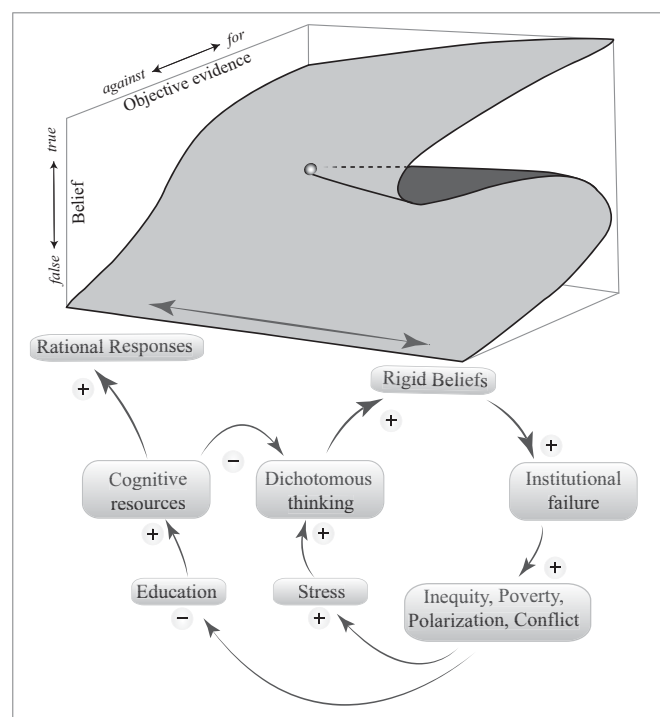 against
for
Objective evidence
true
Belief
false
Rational Responses
+
Rigid Beliefs
+
+
−
Cognitive
resources
Dichotomous
thinking
Institutional
failure
+
+
+
Education
Stress
Inequity, Poverty,
Polarization, Conflict
−
+